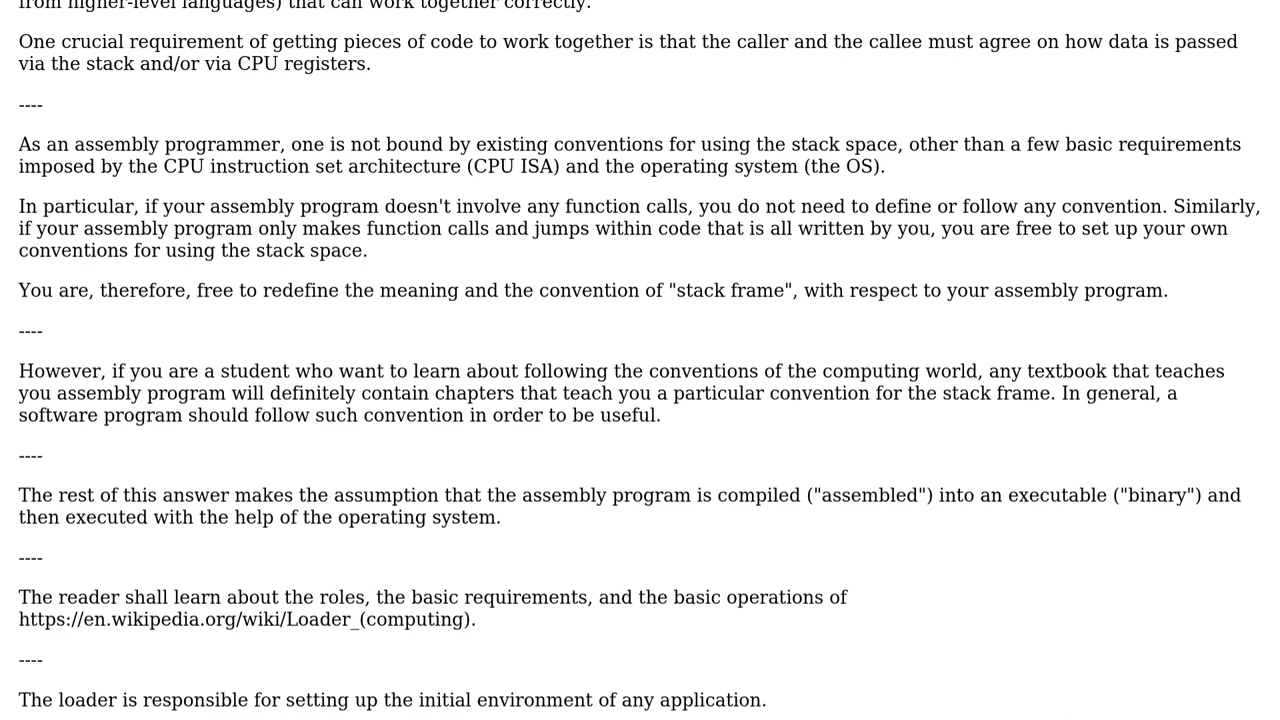 from higher-level languages) that can work together correctly.
One crucial requirement of getting pieces of code to work together is that the caller and the callee must agree on how data is passed
via the stack and/or via CPU registers.
----
As an assembly programmer, one is not bound by existing conventions for using the stack space, other than a few basic requirements
imposed by the CPU instruction set architecture (CPU ISA) and the operating system (the OS).
In particular, if your assembly program doesn't involve any function calls, you do not need to define or follow any convention. Similarly,
if your assembly program only makes function calls and jumps within code that is all written by you, you are free to set up your own
conventions for using the stack space.
You are, therefore, free to redefine the meaning and the convention of "stack frame", with respect to your assembly program.
----
However, if you are a student who want to learn about following the conventions of the computing world, any textbook that teaches
you assembly program will definitely contain chapters that teach you a particular convention for the stack frame. In general, a
software program should follow such convention in order to be useful.
----
The rest of this answer makes the assumption that the assembly program is compiled ("assembled") into an executable ("binary") and
then executed with the help of the operating system.
----
The reader shall learn about the roles, the basic requirements, and the basic operations of
https://en.wikipedia.org/wiki/Loader_(computing).
----
The loader is responsible for setting up the initial environment of any application.